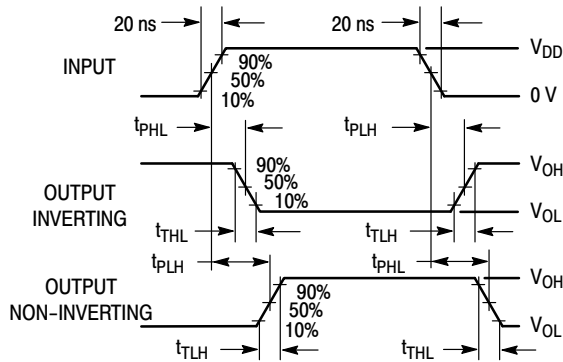 20 ns
20 ns
INPUT
90%
50%
10%
V_DD
0 V
t_PHL
t_PLH
OUTPUT
INVERTING
90%
50%
10%
V_OH
V_OL
t_THL
t_TLH
t_PLH
t_PHL
OUTPUT
NON–INVERTING
90%
50%
10%
V_OH
V_OL
t_TLH
t_THL